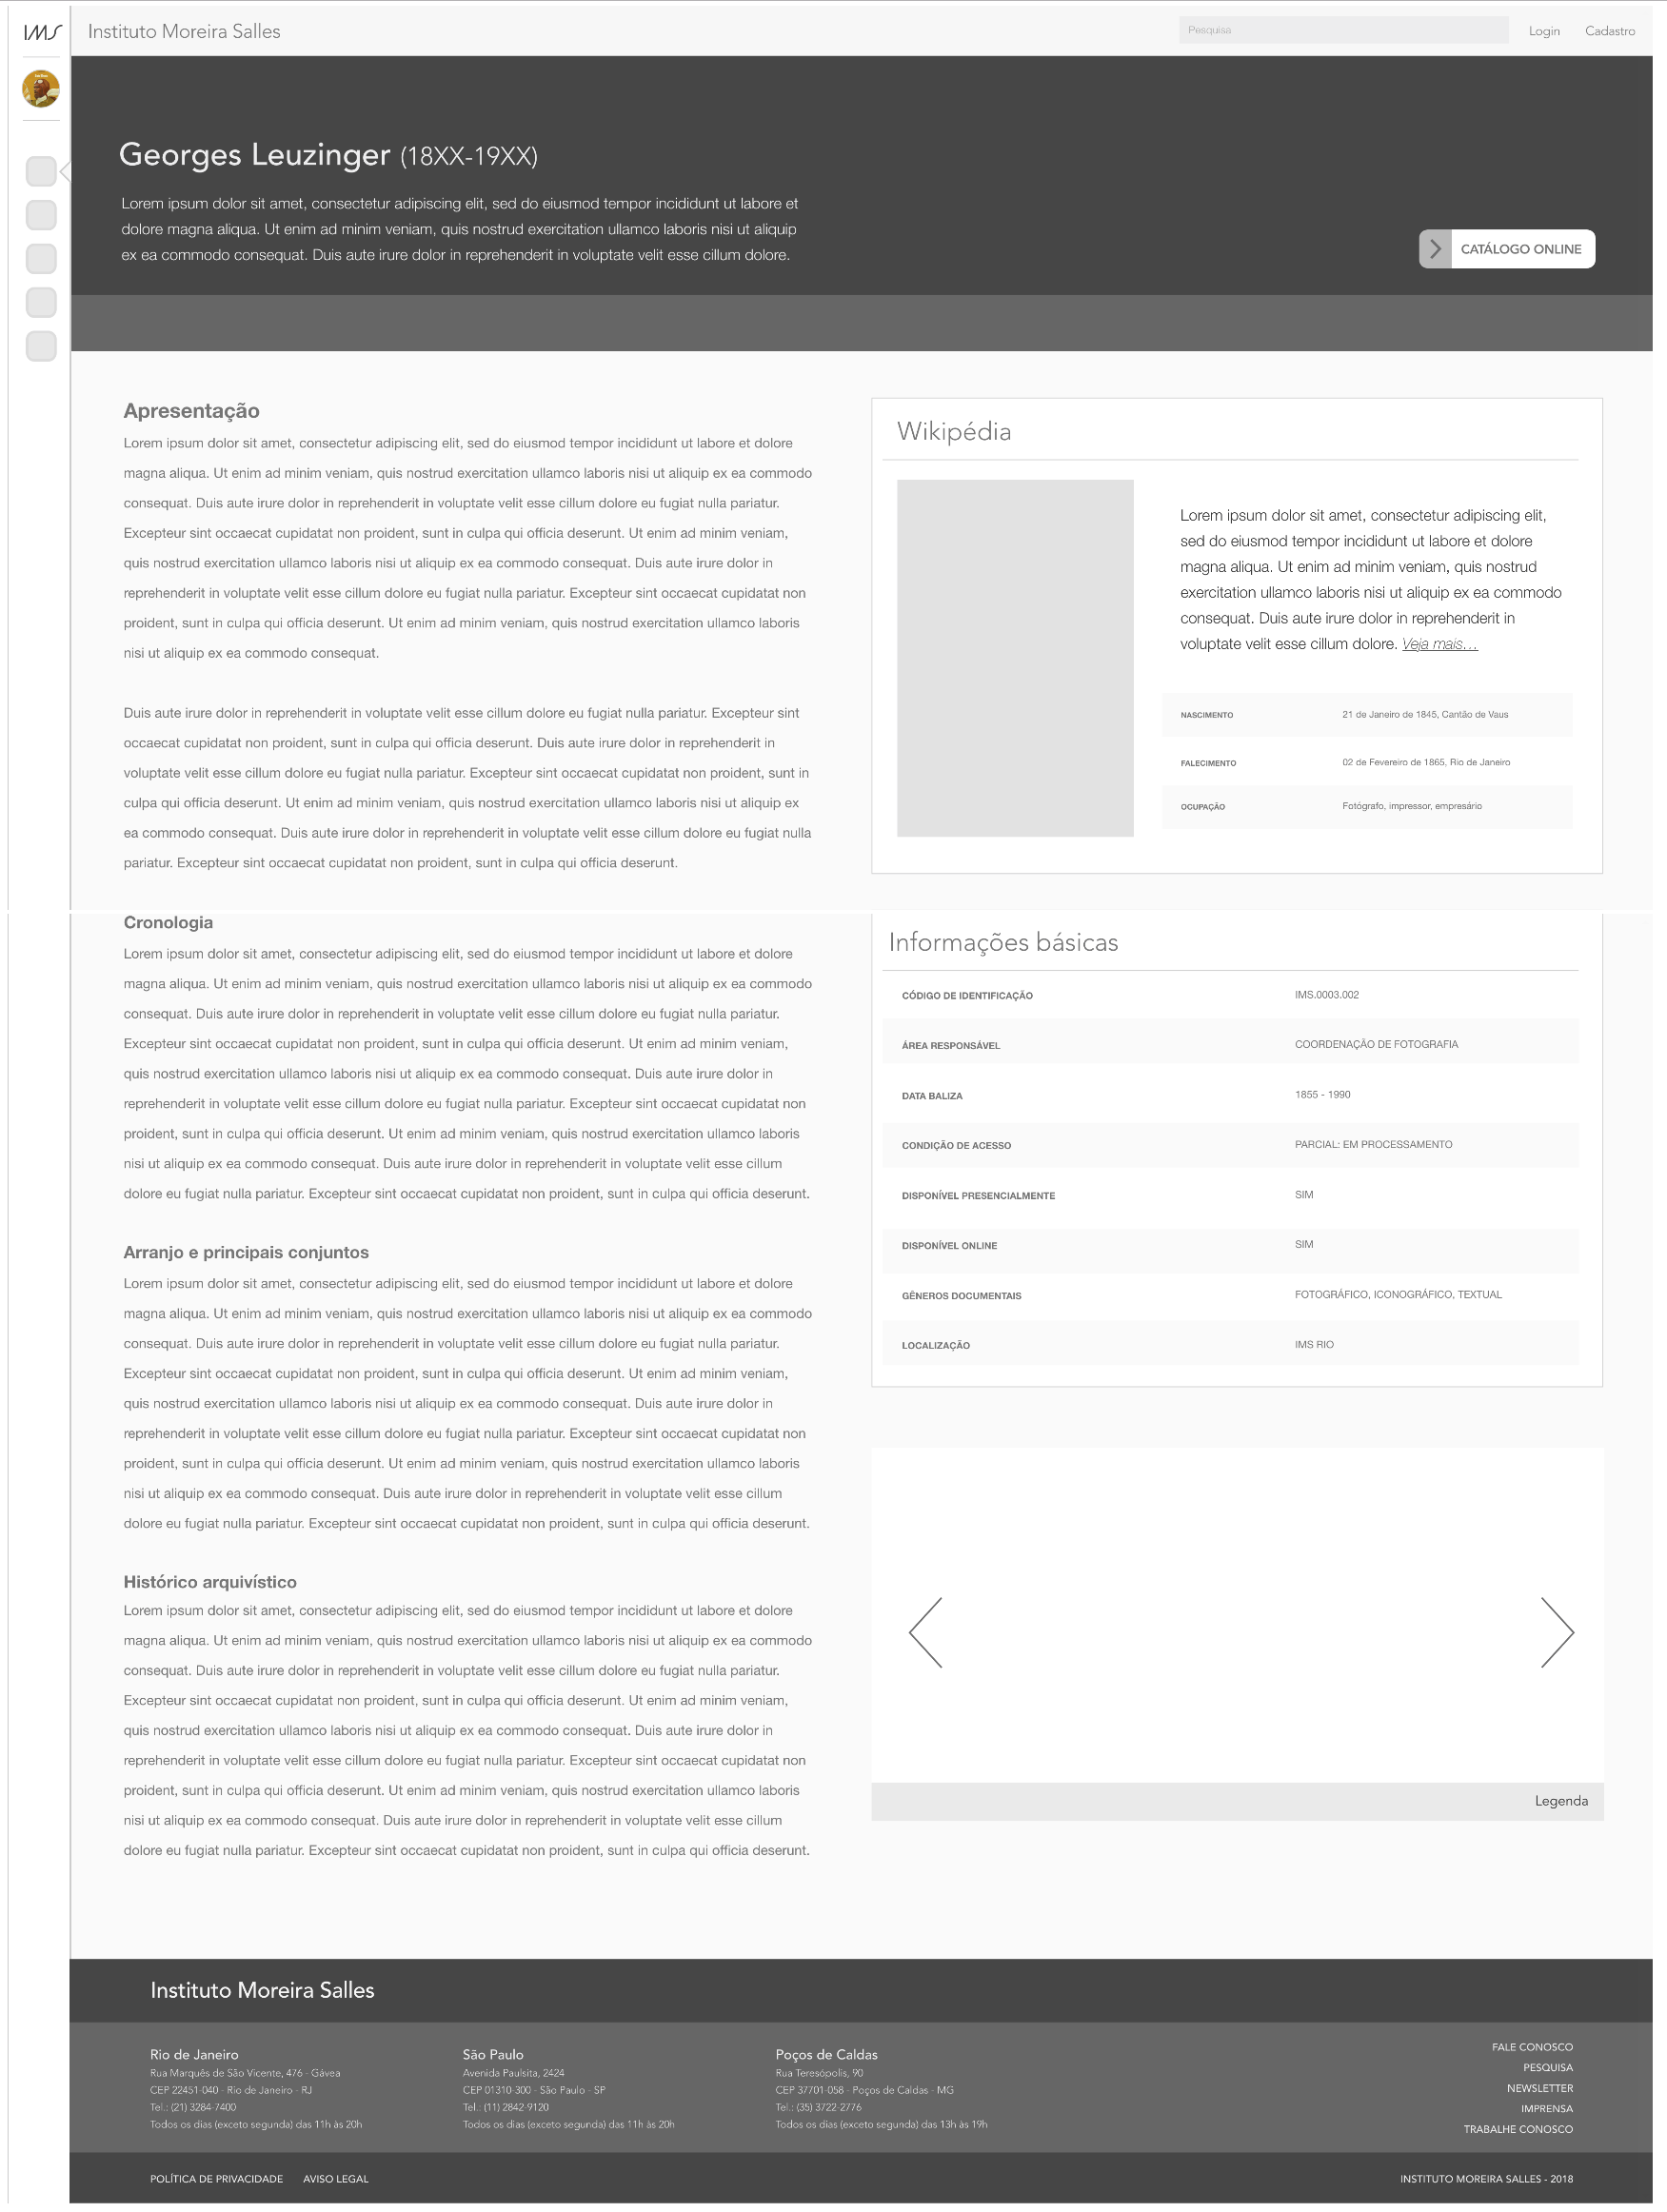 IMS
Instituto Moreira Salles
Pesquisa
Login
Cadastro
Georges Leuzinger (18XX-19XX)
Lorem ipsum dolor sit amet, consectetur adipiscing elit, sed do eiusmod tempor incididunt ut labore et
dolore magna aliqua. Ut enim ad minim veniam, quis nostrud exercitation ullamco laboris nisi ut aliquip
ex ea commodo consequat. Duis aute irure dolor in reprehenderit in voluptate velit esse cillum dolore.
CATÁLOGO ONLINE
Apresentação
Lorem ipsum dolor sit amet, consectetur adipiscing elit, sed do eiusmod tempor incididunt ut labore et dolore
magna aliqua. Ut enim ad minim veniam, quis nostrud exercitation ullamco laboris nisi ut aliquip ex ea commodo
consequat. Duis aute irure dolor in reprehenderit in voluptate velit esse cillum dolore eu fugiat nulla pariatur.
Excepteur sint occaecat cupidatat non proident, sunt in culpa qui officia deserunt. Ut enim ad minim veniam,
quis nostrud exercitation ullamco laboris nisi ut aliquip ex ea commodo consequat. Duis aute irure dolor in
reprehenderit in voluptate velit esse cillum dolore eu fugiat nulla pariatur. Excepteur sint occaecat cupidatat non
proident, sunt in culpa qui officia deserunt. Ut enim ad minim veniam, quis nostrud exercitation ullamco laboris
nisi ut aliquip ex ea commodo consequat.
Duis aute irure dolor in reprehenderit in voluptate velit esse cillum dolore eu fugiat nulla pariatur. Excepteur sint
occaecat cupidatat non proident, sunt in culpa qui officia deserunt. Duis aute irure dolor in reprehenderit in
voluptate velit esse cillum dolore eu fugiat nulla pariatur. Excepteur sint occaecat cupidatat non proident, sunt in
culpa qui officia deserunt. Ut enim ad minim veniam, quis nostrud exercitation ullamco laboris nisi ut aliquip ex
ea commodo consequat. Duis aute irure dolor in reprehenderit in voluptate velit esse cillum dolore eu fugiat nulla
pariatur. Excepteur sint occaecat cupidatat non proident, sunt in culpa qui officia deserunt.
Wikipédia
Lorem ipsum dolor sit amet, consectetur adipiscing elit,
sed do eiusmod tempor incididunt ut labore et dolore
magna aliqua. Ut enim ad minim veniam, quis nostrud
exercitation ullamco laboris nisi ut aliquip ex ea commodo
consequat. Duis aute irure dolor in reprehenderit in
voluptate velit esse cillum dolore. Veja mais…
NASCIMENTO 21 de Janeiro de 1845, Cantão de Vaus
FALECIMENTO 02 de Fevereiro de 1865, Rio de Janeiro
OCUPAÇÃO Fotógrafo, impressor, empresário
Cronologia
Lorem ipsum dolor sit amet, consectetur adipiscing elit, sed do eiusmod tempor incididunt ut labore et dolore
magna aliqua. Ut enim ad minim veniam, quis nostrud exercitation ullamco laboris nisi ut aliquip ex ea commodo
consequat. Duis aute irure dolor in reprehenderit in voluptate velit esse cillum dolore eu fugiat nulla pariatur.
Excepteur sint occaecat cupidatat non proident, sunt in culpa qui officia deserunt. Ut enim ad minim veniam,
quis nostrud exercitation ullamco laboris nisi ut aliquip ex ea commodo consequat. Duis aute irure dolor in
reprehenderit in voluptate velit esse cillum dolore eu fugiat nulla pariatur. Excepteur sint occaecat cupidatat non
proident, sunt in culpa qui officia deserunt. Ut enim ad minim veniam, quis nostrud exercitation ullamco laboris
nisi ut aliquip ex ea commodo consequat. Duis aute irure dolor in reprehenderit in voluptate velit esse cillum
dolore eu fugiat nulla pariatur. Excepteur sint occaecat cupidatat non proident, sunt in culpa qui officia deserunt.
Arranjo e principais conjuntos
Lorem ipsum dolor sit amet, consectetur adipiscing elit, sed do eiusmod tempor incididunt ut labore et dolore
magna aliqua. Ut enim ad minim veniam, quis nostrud exercitation ullamco laboris nisi ut aliquip ex ea commodo
consequat. Duis aute irure dolor in reprehenderit in voluptate velit esse cillum dolore eu fugiat nulla pariatur.
Excepteur sint occaecat cupidatat non proident, sunt in culpa qui officia deserunt. Ut enim ad minim veniam,
quis nostrud exercitation ullamco laboris nisi ut aliquip ex ea commodo consequat. Duis aute irure dolor in
reprehenderit in voluptate velit esse cillum dolore eu fugiat nulla pariatur. Excepteur sint occaecat cupidatat non
proident, sunt in culpa qui officia deserunt. Ut enim ad minim veniam, quis nostrud exercitation ullamco laboris
nisi ut aliquip ex ea commodo consequat. Duis aute irure dolor in reprehenderit in voluptate velit esse cillum
dolore eu fugiat nulla pariatur. Excepteur sint occaecat cupidatat non proident, sunt in culpa qui officia deserunt.
Histórico arquivístico
Lorem ipsum dolor sit amet, consectetur adipiscing elit, sed do eiusmod tempor incididunt ut labore et dolore
magna aliqua. Ut enim ad minim veniam, quis nostrud exercitation ullamco laboris nisi ut aliquip ex ea commodo
consequat. Duis aute irure dolor in reprehenderit in voluptate velit esse cillum dolore eu fugiat nulla pariatur.
Excepteur sint occaecat cupidatat non proident, sunt in culpa qui officia deserunt. Ut enim ad minim veniam,
quis nostrud exercitation ullamco laboris nisi ut aliquip ex ea commodo consequat. Duis aute irure dolor in
reprehenderit in voluptate velit esse cillum dolore eu fugiat nulla pariatur. Excepteur sint occaecat cupidatat non
proident, sunt in culpa qui officia deserunt. Ut enim ad minim veniam, quis nostrud exercitation ullamco laboris
nisi ut aliquip ex ea commodo consequat. Duis aute irure dolor in reprehenderit in voluptate velit esse cillum
dolore eu fugiat nulla pariatur. Excepteur sint occaecat cupidatat non proident, sunt in culpa qui officia deserunt.
Informações básicas
CÓDIGO DE IDENTIFICAÇÃO IMS.0003.002
ÁREA RESPONSÁVEL COORDENAÇÃO DE FOTOGRAFIA
DATA BALIZA 1855 - 1990
CONDIÇÃO DE ACESSO PARCIAL: EM PROCESSAMENTO
DISPONÍVEL PRESENCIALMENTE SIM
DISPONÍVEL ONLINE SIM
GÊNEROS DOCUMENTAIS FOTOGRÁFICO, ICONOGRÁFICO, TEXTUAL
LOCALIZAÇÃO IMS RIO
Legenda
Instituto Moreira Salles
Rio de Janeiro
Rua Marquês de São Vicente, 476 - Gávea
CEP 22451-040 - Rio de Janeiro - RJ
Tel.: (21) 3284-7400
Todos os dias (exceto segunda) das 11h às 20h
São Paulo
Avenida Paulsita, 2424
CEP 01310-300 - São Paulo - SP
Tel.: (11) 2842-9120
Todos os dias (exceto segunda) das 11h às 20h
Poços de Caldas
Rua Teresópolis, 90
CEP 37701-058 - Poços de Caldas - MG
Tel.: (35) 3722-2776
Todos os dias (exceto segunda) das 13h às 19h
FALE CONOSCO
PESQUISA
NEWSLETTER
IMPRENSA
TRABALHE CONOSCO
POLÍTICA DE PRIVACIDADE
AVISO LEGAL
INSTITUTO MOREIRA SALLES - 2018